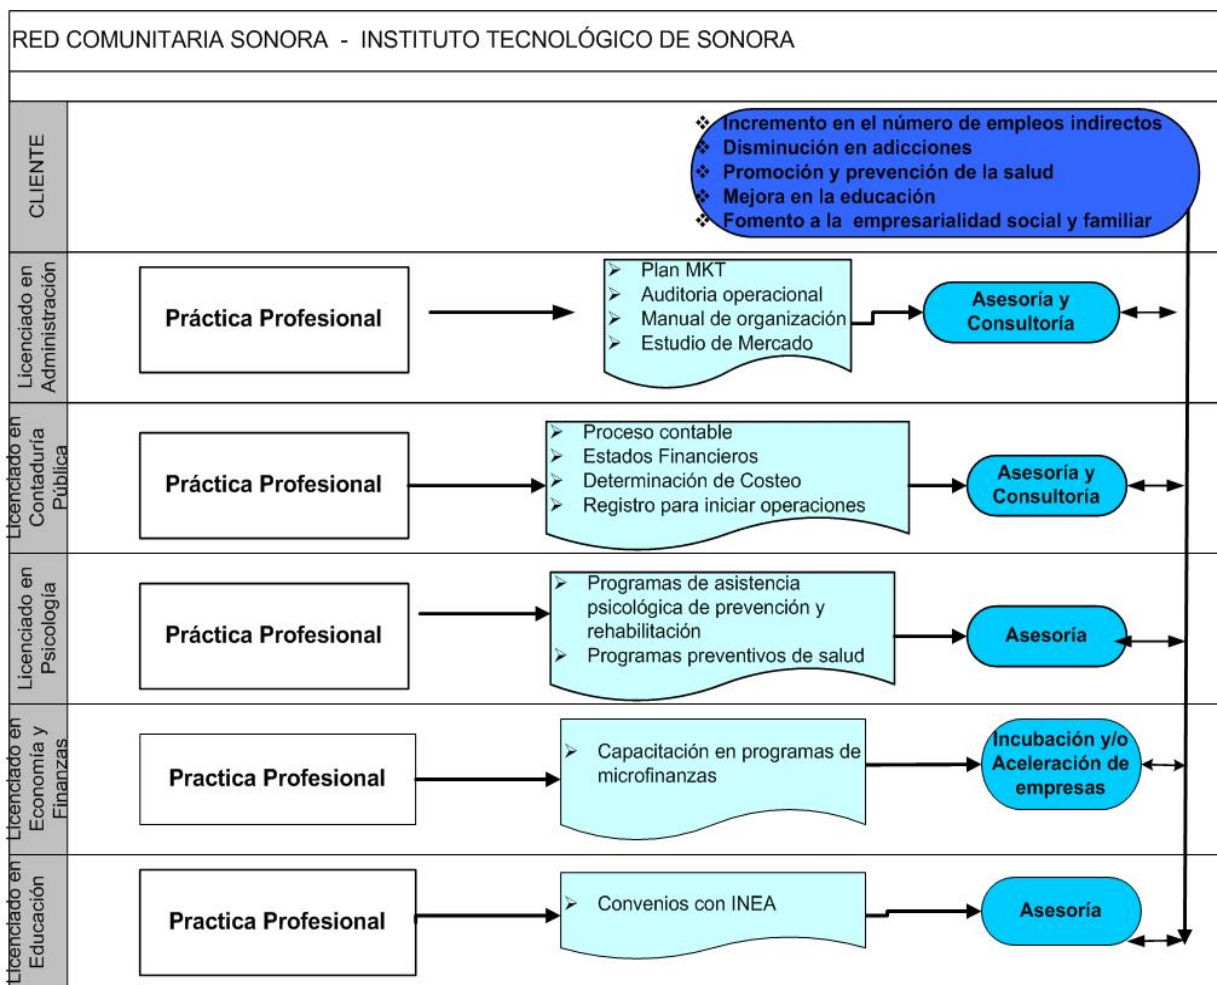 RED COMUNITARIA SONORA - INSTITUTO TECNOLÓGICO DE SONORA
CLIENTE
❖ Incremento en el número de empleos indirectos
❖ Disminución en adicciones
❖ Promoción y prevención de la salud
❖ Mejora en la educación
❖ Fomento a la empresarialidad social y familiar
Licenciado en
Administración
Práctica Profesional
➢ Plan MKT
➢ Auditoria operacional
➢ Manual de organización
➢ Estudio de Mercado
Asesoría y
Consultoría
Licenciado en
Contaduría
Pública
Práctica Profesional
➢ Proceso contable
➢ Estados Financieros
➢ Determinación de Costeo
➢ Registro para iniciar operaciones
Asesoría y
Consultoría
Licenciado en
Psicología
Práctica Profesional
➢ Programas de asistencia
psicológica de prevención y
rehabilitación
➢ Programas preventivos de salud
Asesoría
Licenciado en
Economía y
Finanzas
Practica Profesional
➢ Capacitación en programas de
microfinanzas
Incubación y/o
Aceleración de
empresas
Licenciado en
Educación
Practica Profesional
➢ Convenios con INEA
Asesoría